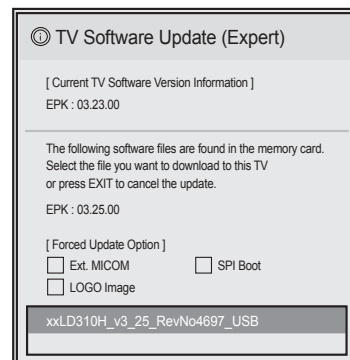 TV Software Update (Expert)
[ Current TV Software Version Information ]
EPK : 03.23.00
The following software files are found in the memory card.
Select the file you want to download to this TV
or press EXIT to cancel the update.
EPK : 03.25.00
[ Forced Update Option ]
Ext. MICOM SPI Boot
LOGO Image
xxLD310H_v3_25_RevNo4697_USB